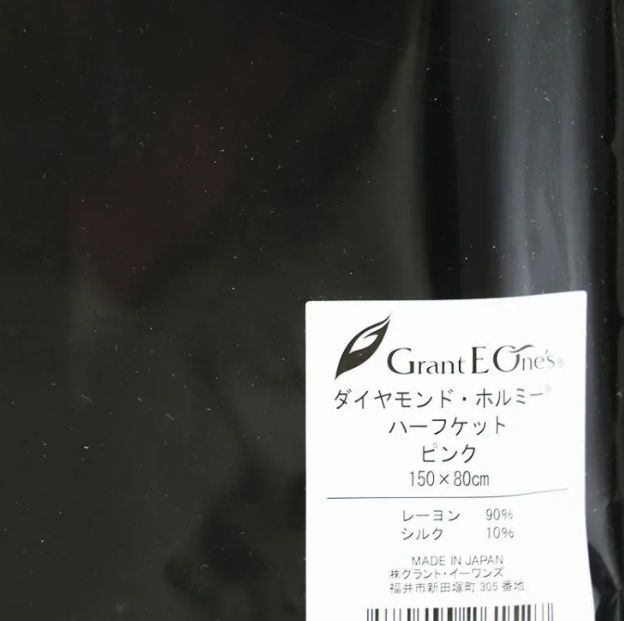 Grant E One's®
ダイヤモンド・ホルミー®
ハーフケット
ピンク
150×80cm
レーヨン 90%
シルク 10%
MADE IN JAPAN
㈱グラント・イーワンズ
福井市新田塚町 305 番地